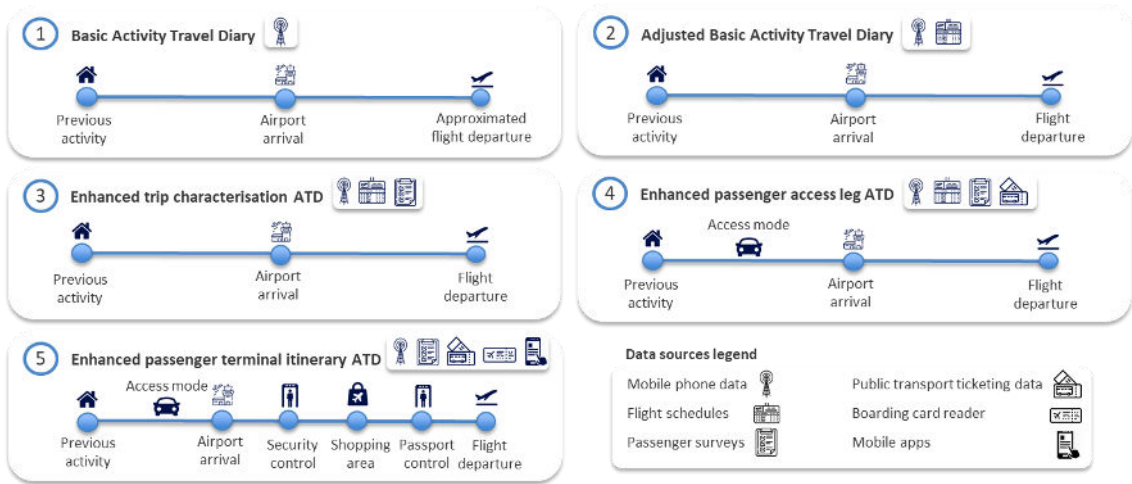 1 Basic Activity Travel Diary
Previous
activity
Airport
arrival
Approximated
flight departure
2 Adjusted Basic Activity Travel Diary
Previous
activity
Airport
arrival
Flight
departure
3 Enhanced trip characterisation ATD
Previous
activity
Airport
arrival
Flight
departure
4 Enhanced passenger access leg ATD
Access mode
Previous
activity
Airport
arrival
Flight
departure
5 Enhanced passenger terminal itinerary ATD
Access mode
Previous
activity
Airport
arrival
Security
control
Shopping
area
Passport
control
Flight
departure
Data sources legend
Mobile phone data
Flight schedules
Passenger surveys
Public transport ticketing data
Boarding card reader
Mobile apps